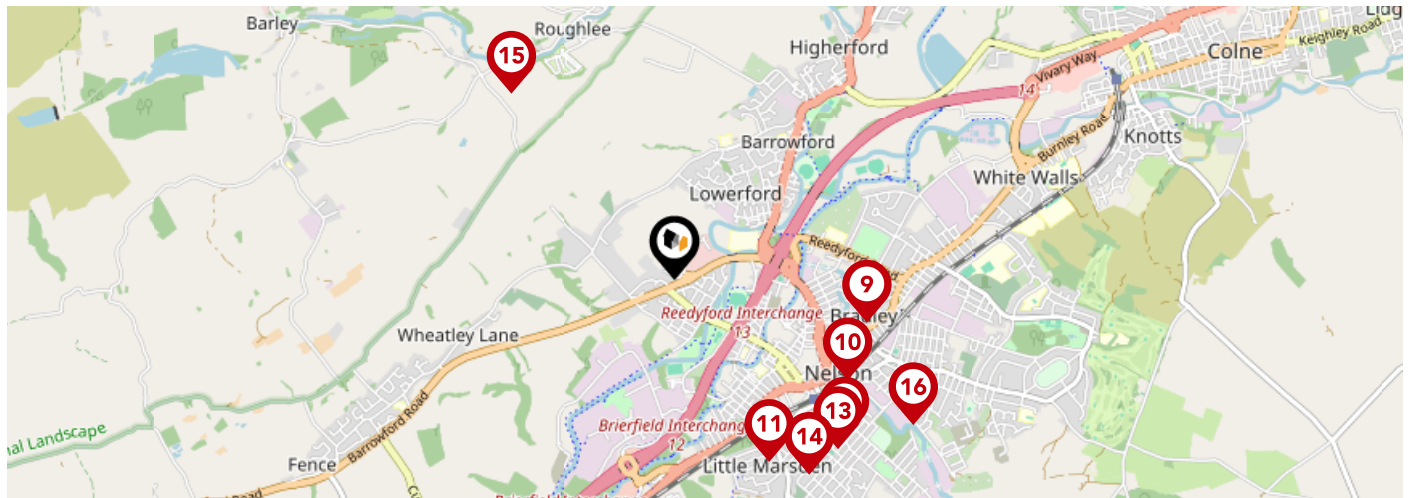 Barley
Roughlee
15
Higherford
Vivary Way
Colne
Keighley Road
14
Burnley Road
Knotts
Barrowford
White Walls
Lowerford
Reedyford
9
Bradley
Reedyford Interchange
13
Wheatley Lane
10
Nelson
16
13
11
14
Brierfield Interchange
12
Little Marsden
Barrowford Road
Fence
Landscape
Road